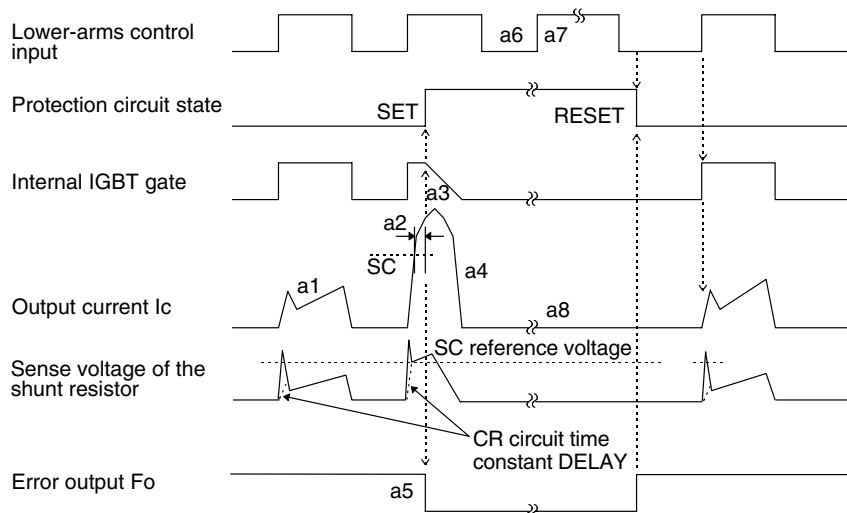 Lower-arms control
input
a6
a7
Protection circuit state
SET
RESET
Internal IGBT gate
a3
a2
SC
a4
Output current Ic
a1
a8
SC reference voltage
Sense voltage of the
shunt resistor
CR circuit time
constant DELAY
Error output Fo
a5